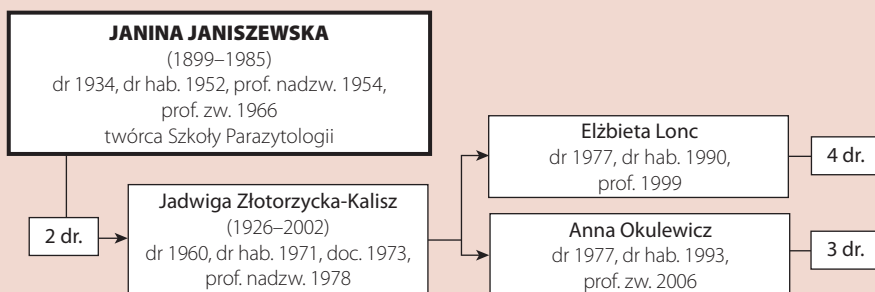 JANINA JANISZEWSKA
(1899–1985)
dr 1934, dr hab. 1952, prof. nadzw. 1954,
prof. zw. 1966
twórca Szkoły Parazytologii
2 dr.
Jadwiga Złotorzycka-Kalisz
(1926–2002)
dr 1960, dr hab. 1971, doc. 1973,
prof. nadzw. 1978
Elżbieta Lonc
dr 1977, dr hab. 1990,
prof. 1999
4 dr.
Anna Okulewicz
dr 1977, dr hab. 1993,
prof. zw. 2006
3 dr.